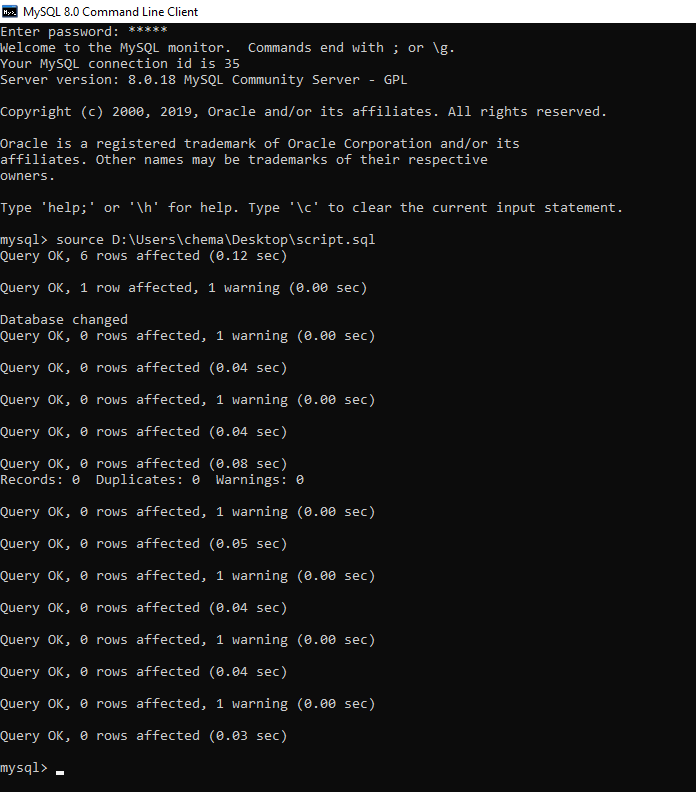 MySQL 8.0 Command Line Client
Enter password: *****
Welcome to the MySQL monitor.  Commands end with ; or \g.
Your MySQL connection id is 35
Server version: 8.0.18 MySQL Community Server - GPL
Copyright (c) 2000, 2019, Oracle and/or its affiliates. All rights reserved.
Oracle is a registered trademark of Oracle Corporation and/or its
affiliates. Other names may be trademarks of their respective
owners.
Type 'help;' or '\h' for help. Type '\c' to clear the current input statement.
mysql> source D:\Users\chema\Desktop\script.sql
Query OK, 6 rows affected (0.12 sec)
Query OK, 1 row affected, 1 warning (0.00 sec)
Database changed
Query OK, 0 rows affected, 1 warning (0.00 sec)
Query OK, 0 rows affected (0.04 sec)
Query OK, 0 rows affected, 1 warning (0.00 sec)
Query OK, 0 rows affected (0.04 sec)
Query OK, 0 rows affected (0.08 sec)
Records: 0  Duplicates: 0  Warnings: 0
Query OK, 0 rows affected, 1 warning (0.00 sec)
Query OK, 0 rows affected (0.05 sec)
Query OK, 0 rows affected, 1 warning (0.00 sec)
Query OK, 0 rows affected (0.04 sec)
Query OK, 0 rows affected, 1 warning (0.00 sec)
Query OK, 0 rows affected (0.04 sec)
Query OK, 0 rows affected, 1 warning (0.00 sec)
Query OK, 0 rows affected (0.03 sec)
mysql> _